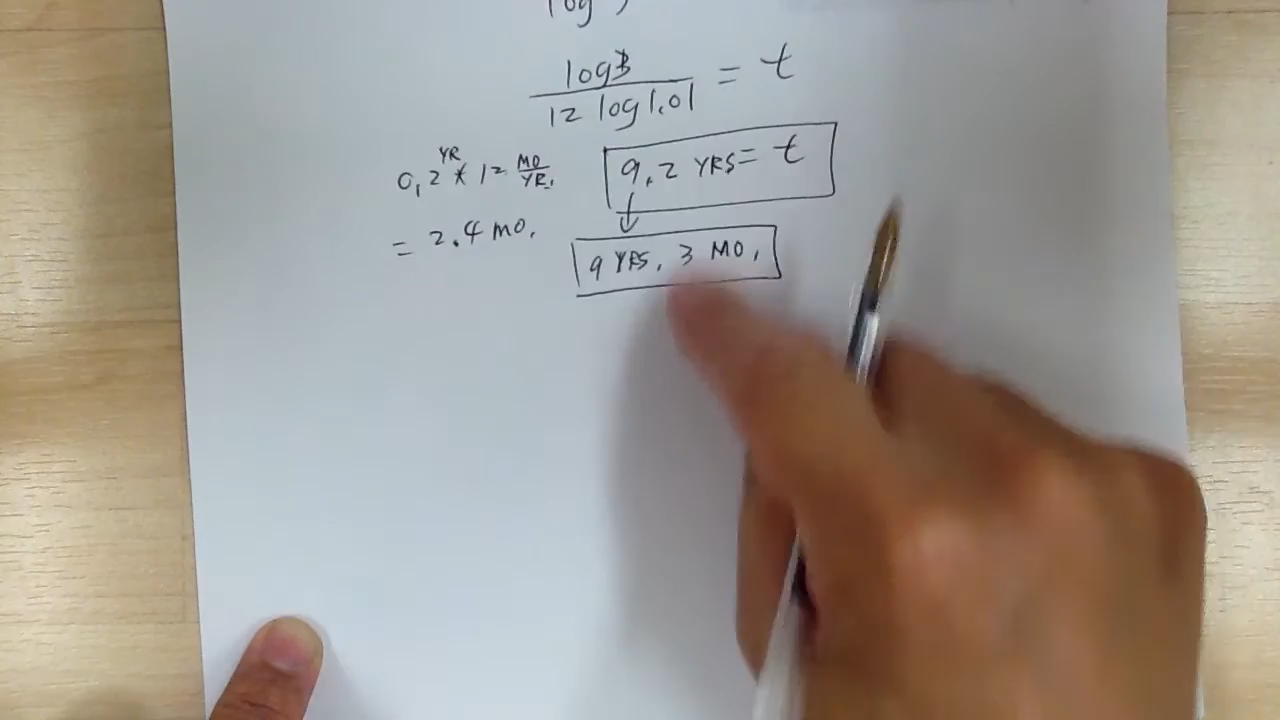 log
log3
12 log1.01
= t
0.2 YR * 12 MO/YR.
= 2.4 MO.
9.2 YRS = t
9 YRS, 3 MO.